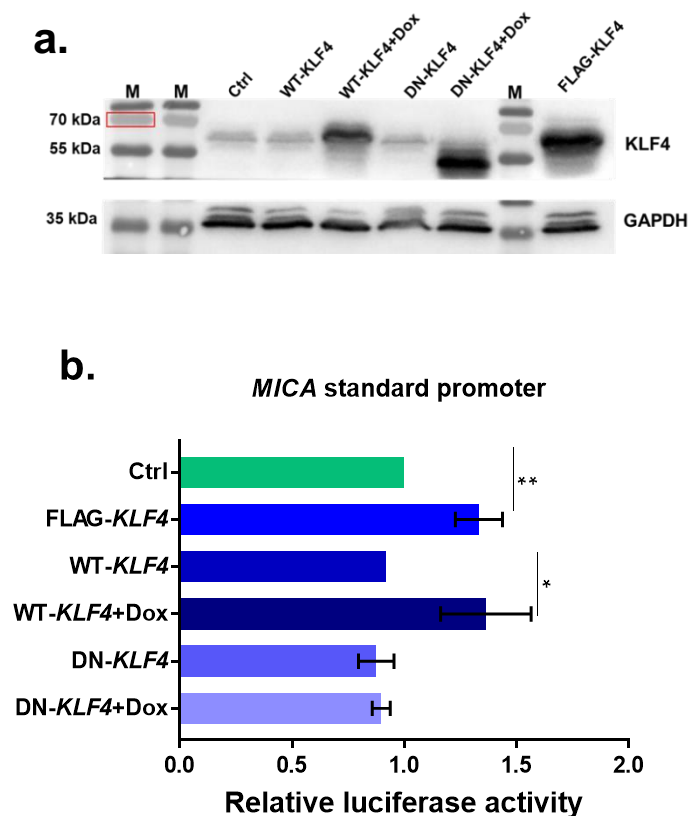 a.
M M Ctrl WT-KLF4 WT-KLF4+Dox DN-KLF4 DN-KLF4+Dox M FLAG-KLF4
70 kDa
55 kDa
KLF4
35 kDa
GAPDH
b.
MICA standard promoter
Ctrl
**
FLAG-KLF4
WT-KLF4
*
WT-KLF4+Dox
DN-KLF4
DN-KLF4+Dox
0.0 0.5 1.0 1.5 2.0
Relative luciferase activity